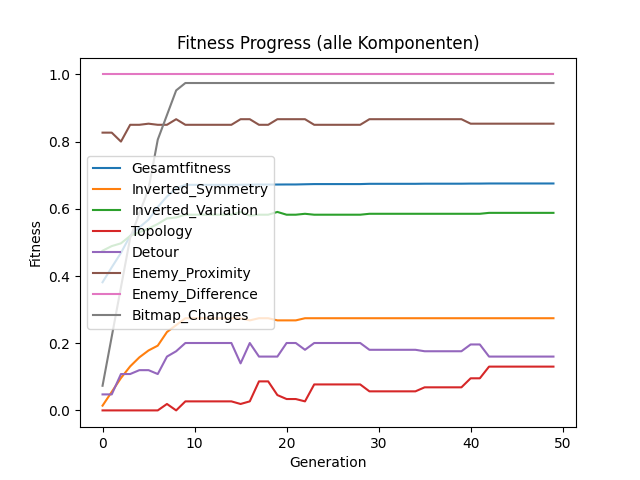 Fitness Progress (alle Komponenten)
1.0
0.8
0.6
0.4
0.2
0.0
Fitness
Gesamtfitness
Inverted_Symmetry
Inverted_Variation
Topology
Detour
Enemy_Proximity
Enemy_Difference
Bitmap_Changes
0 10 20 30 40 50
Generation